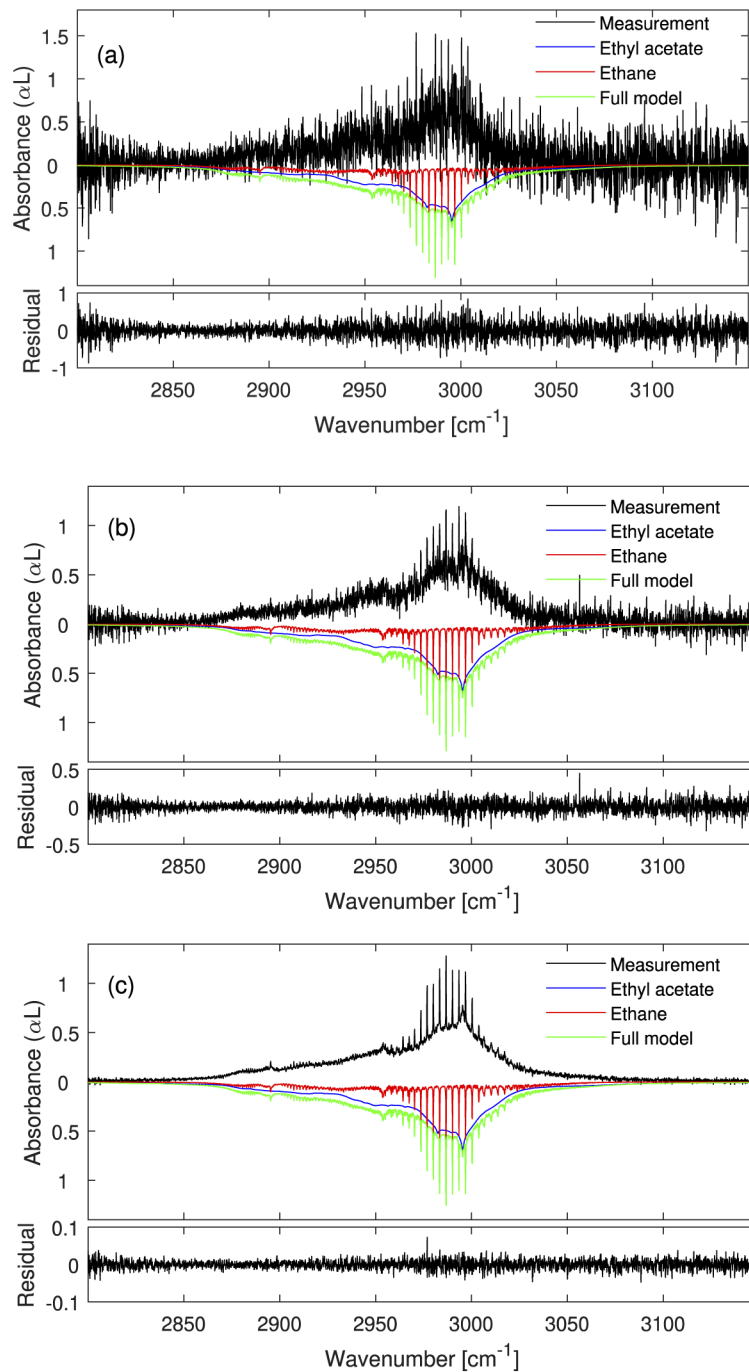 (a)
Measurement
Ethyl acetate
Ethane
Full model
Absorbance (αL)
1.5
1
0.5
0
0.5
1
Residual
1
0
-1
2850 2900 2950 3000 3050 3100
Wavenumber [cm-1]
(b)
Measurement
Ethyl acetate
Ethane
Full model
Absorbance (αL)
1
0.5
0
0.5
1
Residual
0.5
0
-0.5
2850 2900 2950 3000 3050 3100
Wavenumber [cm-1]
(c)
Measurement
Ethyl acetate
Ethane
Full model
Absorbance (αL)
1
0.5
0
0.5
1
Residual
0.1
0
-0.1
2850 2900 2950 3000 3050 3100
Wavenumber [cm-1]